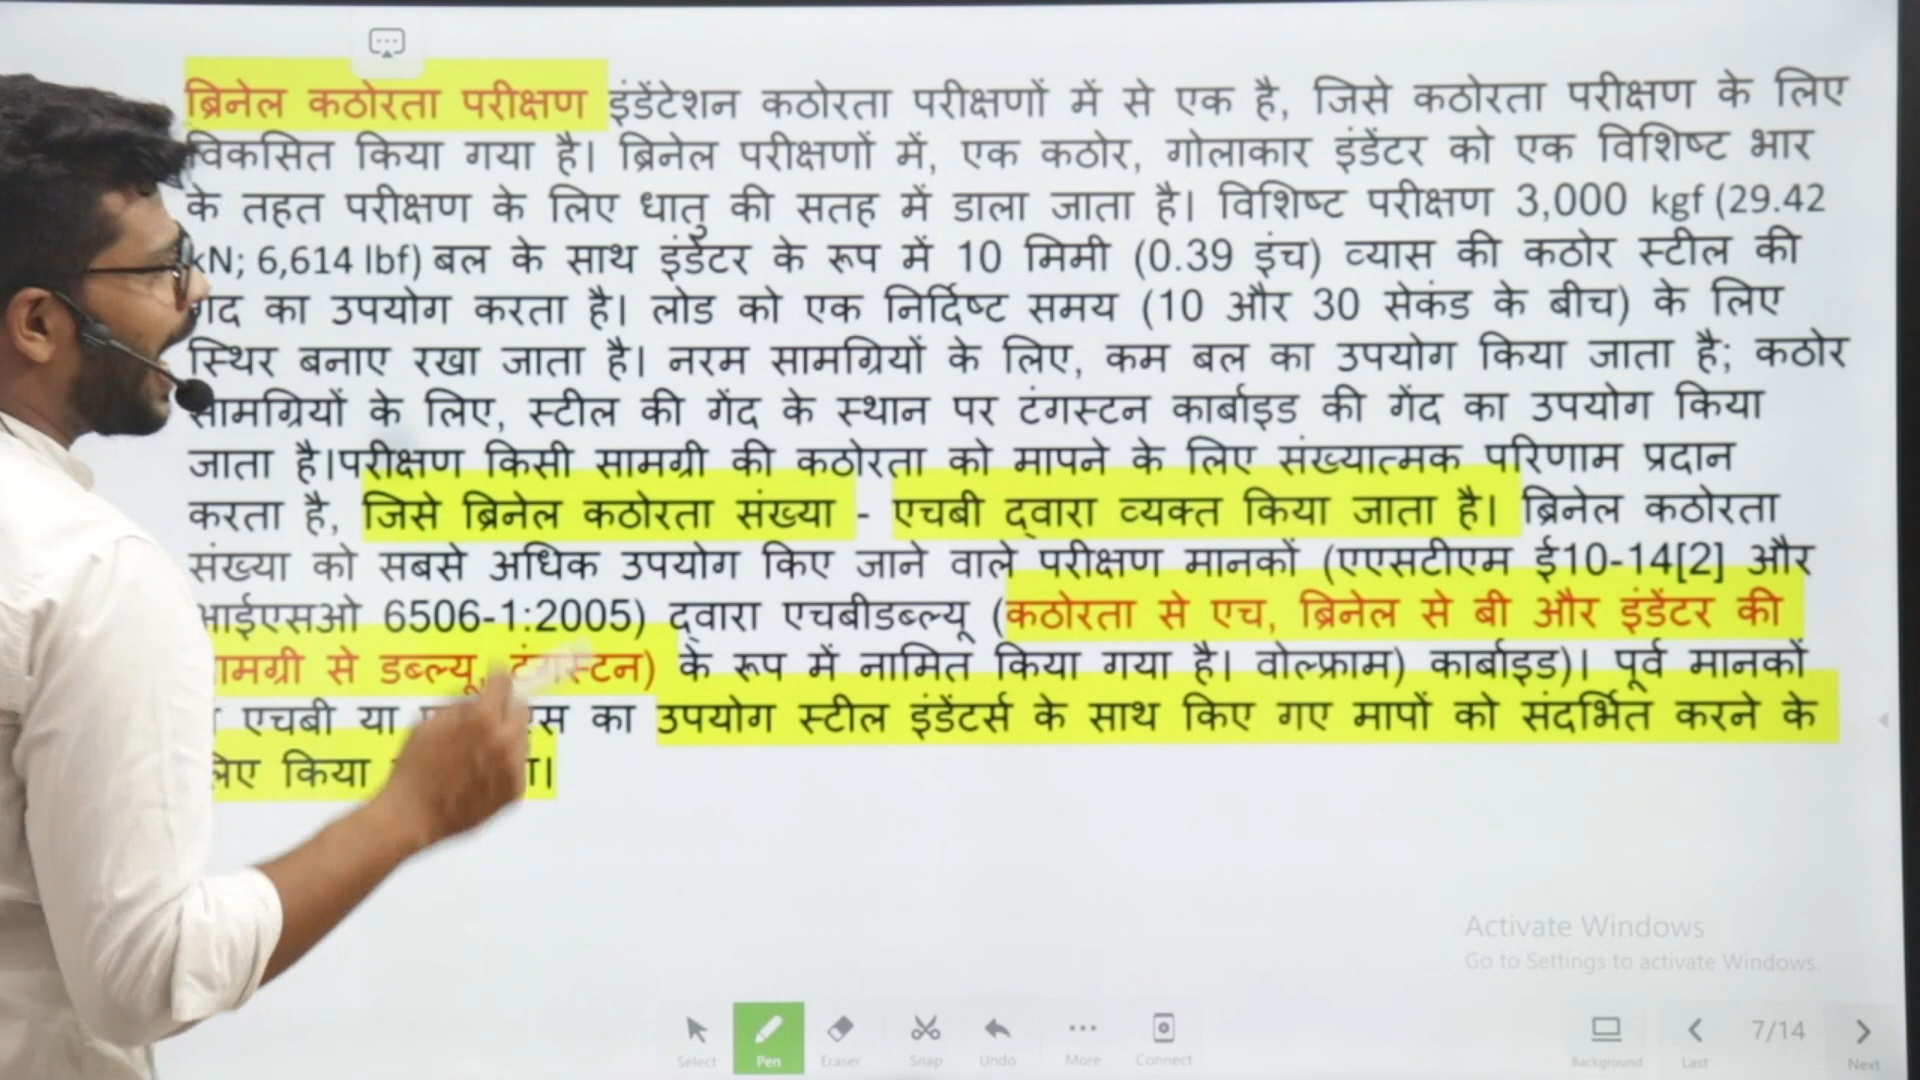 ब्रिनेल कठोरता परीक्षण इंडेंटेशन कठोरता परीक्षणों में से एक है, जिसे कठोरता परीक्षण के लिए
विकसित किया गया है। ब्रिनेल परीक्षणों में, एक कठोर, गोलाकार इंडेंटर को एक विशिष्ट भार
के तहत परीक्षण के लिए धातु की सतह में डाला जाता है। विशिष्ट परीक्षण 3,000 kgf (29.42
kN; 6,614 lbf) बल के साथ इंडेंटर के रूप में 10 मिमी (0.39 इंच) व्यास की कठोर स्टील की
गेंद का उपयोग करता है। लोड को एक निर्दिष्ट समय (10 और 30 सेकंड के बीच) के लिए
स्थिर बनाए रखा जाता है। नरम सामग्रियों के लिए, कम बल का उपयोग किया जाता है; कठोर
सामग्रियों के लिए, स्टील की गेंद के स्थान पर टंगस्टन कार्बाइड की गेंद का उपयोग किया
जाता है।परीक्षण किसी सामग्री की कठोरता को मापने के लिए संख्यात्मक परिणाम प्रदान
करता है, जिसे ब्रिनेल कठोरता संख्या - एचबी द्वारा व्यक्त किया जाता है। ब्रिनेल कठोरता
संख्या को सबसे अधिक उपयोग किए जाने वाले परीक्षण मानकों (एएसटीएम ई10-14[2] और
आईएसओ 6506-1:2005) द्वारा एचबीडब्ल्यू (कठोरता से एच, ब्रिनेल से बी और इंडेंटर की
सामग्री से डब्ल्यू, टंगस्टन) के रूप में नामित किया गया है। वोल्फ्राम) कार्बाइड)। पूर्व मानकों
एचबी या का उपयोग स्टील इंडेंटर्स के साथ किए गए मापों को संदर्भित करने के
लिए किया
Activate Windows
Go to Settings to activate Windows.
Select Pen Eraser Snap Undo More Connect Background Last 7/14 Next